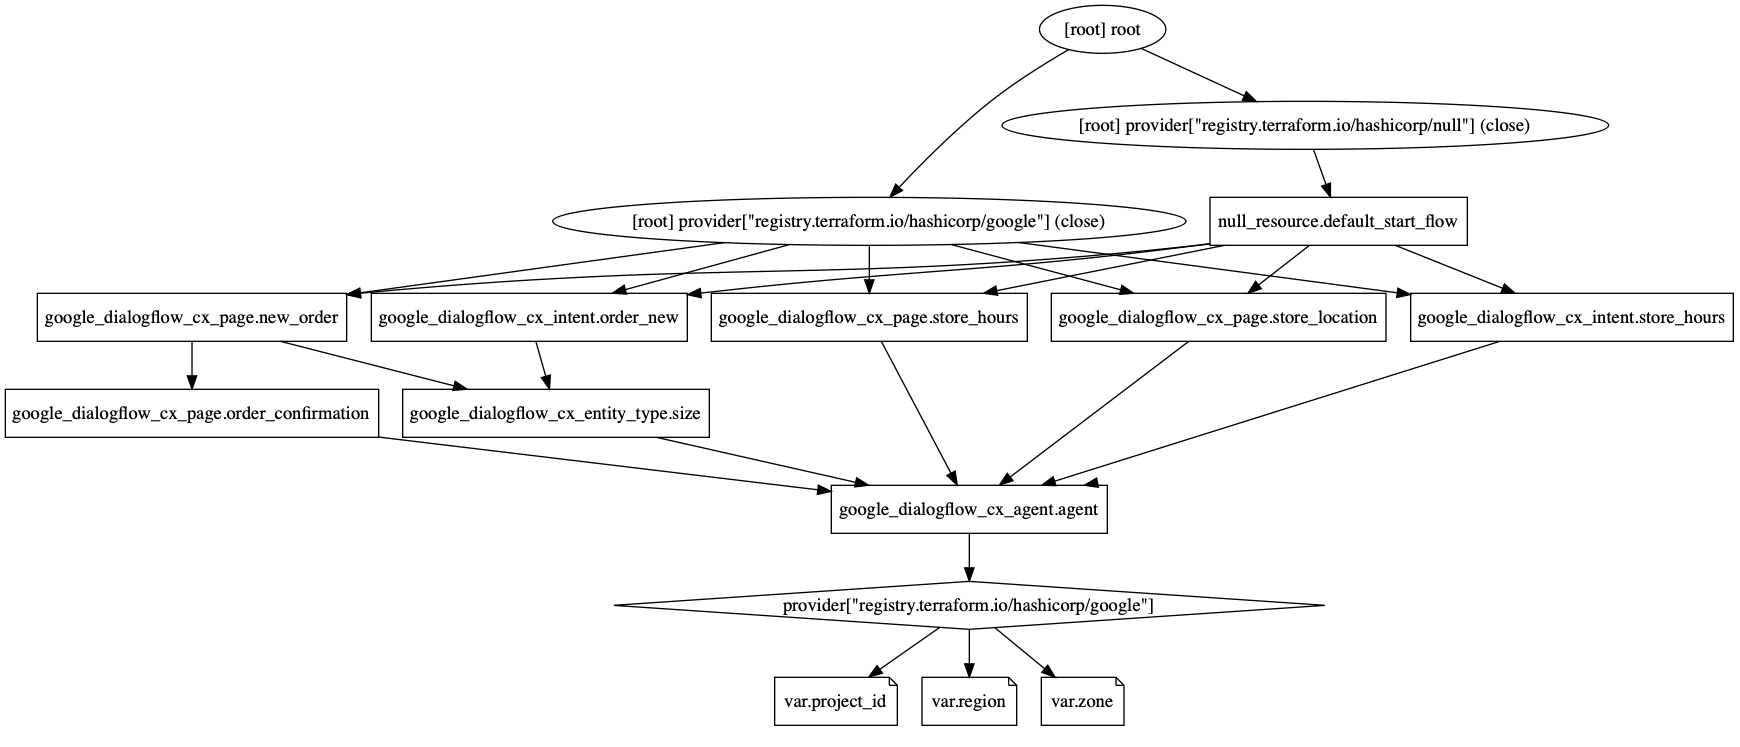 [root] root
[root] provider["registry.terraform.io/hashicorp/null"] (close)
[root] provider["registry.terraform.io/hashicorp/google"] (close)
null_resource.default_start_flow
google_dialogflow_cx_page.new_order
google_dialogflow_cx_intent.order_new
google_dialogflow_cx_page.store_hours
google_dialogflow_cx_page.store_location
google_dialogflow_cx_intent.store_hours
google_dialogflow_cx_page.order_confirmation
google_dialogflow_cx_entity_type.size
google_dialogflow_cx_agent.agent
provider["registry.terraform.io/hashicorp/google"]
var.project_id
var.region
var.zone